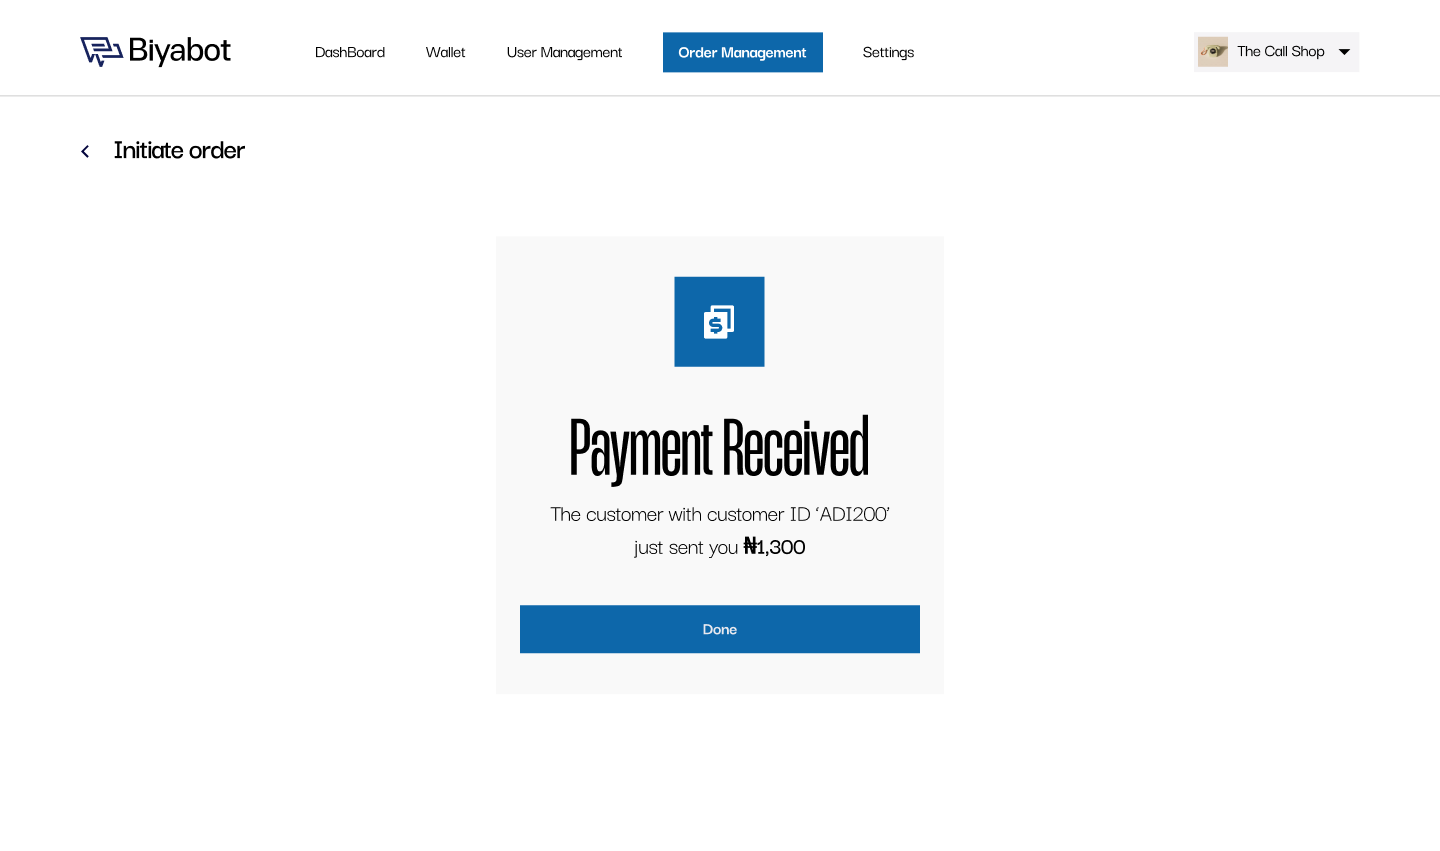 Biyabot
DashBoard
Wallet
User Management
Order Management
Settings
The Call Shop
Initiate order
Payment Received
The customer with customer ID ‘ADI200’
just sent you ₦1,300
Done